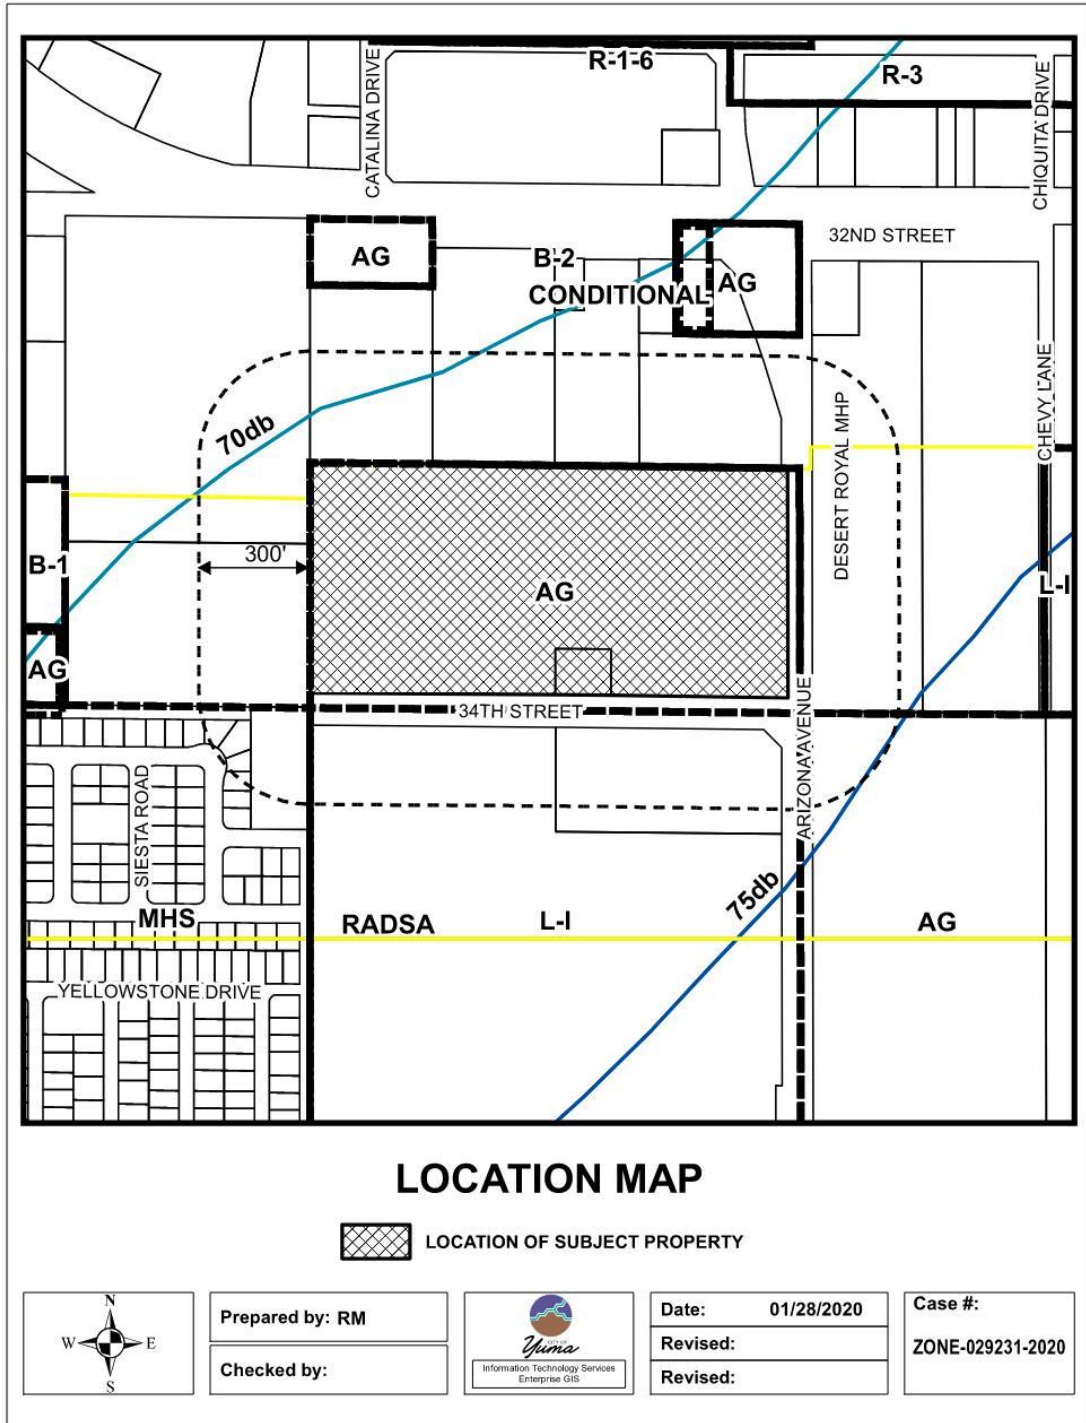 CATALINA DRIVE
R-1-6
R-3
CHIQUITA DRIVE
32ND STREET
AG
B-2
CONDITIONAL
AG
CHEVY LANE
DESERT ROYAL MHP
70db
300'
B-1
AG
L-I
AG
34TH STREET
ARIZONA AVENUE
SIESTA ROAD
75db
MHS
RADSA
L-I
AG
YELLOWSTONE DRIVE
LOCATION MAP
LOCATION OF SUBJECT PROPERTY
N
W E
S
Prepared by: RM
Checked by:
CITY OF
Yuma
Information Technology Services
Enterprise GIS
Date: 01/28/2020
Revised:
Revised:
Case #:
ZONE-029231-2020